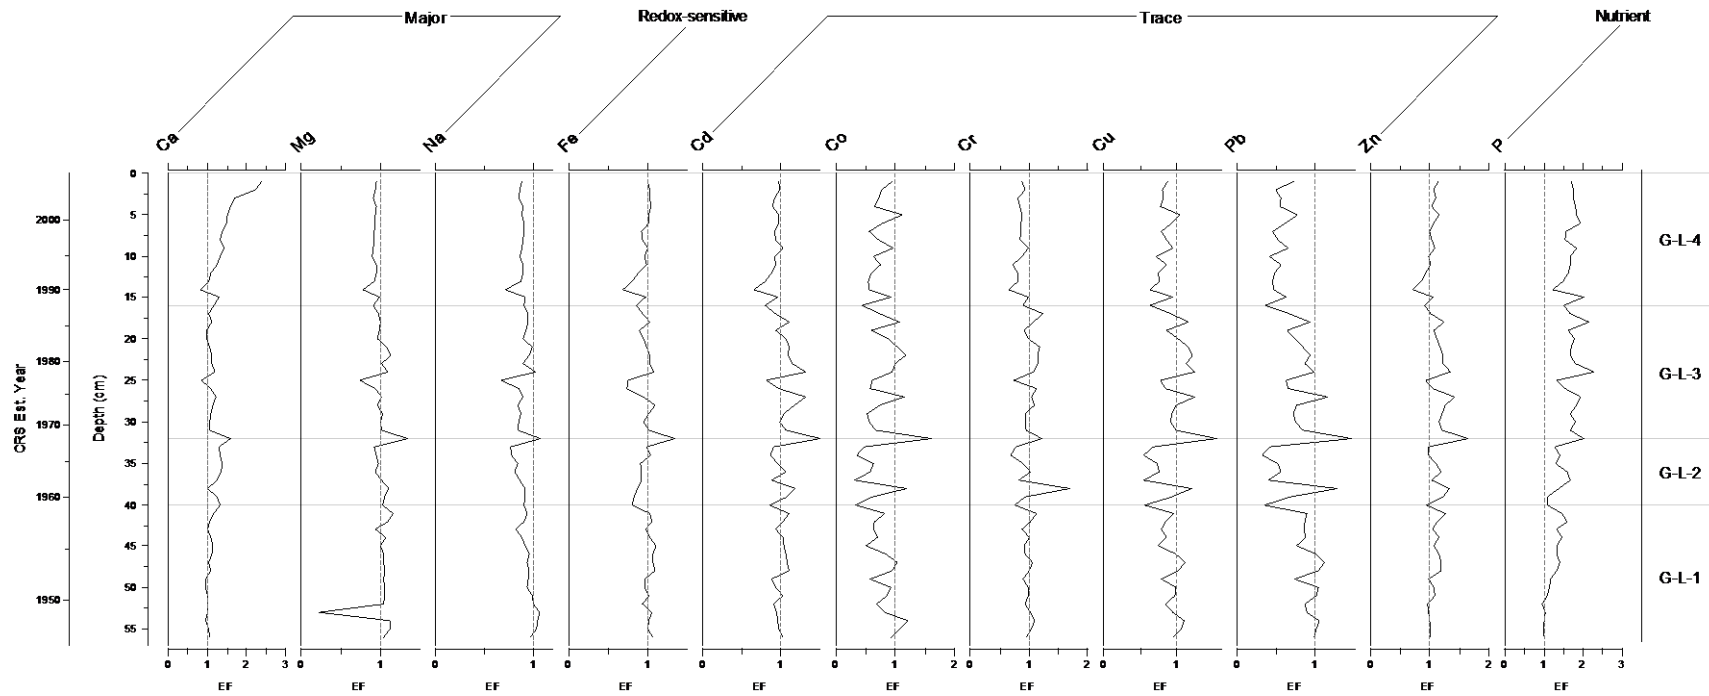 Major Redox-sensitive Trace Nutrient
Ca Mg Na Fe Cd Co Cr Cu Pb Zn P
CRS Est. Year
2000
1990
1980
1970
1960
1950
Depth (cm)
0
5
10
15
20
25
30
35
40
45
50
55
G-L-4
G-L-3
G-L-2
G-L-1
0 1 2 3 0 1 0 1 0 1 0 1 0 1 2 0 1 2 0 1 0 1 0 1 2 0 1 2 3
EF EF EF EF EF EF EF EF EF EF EF